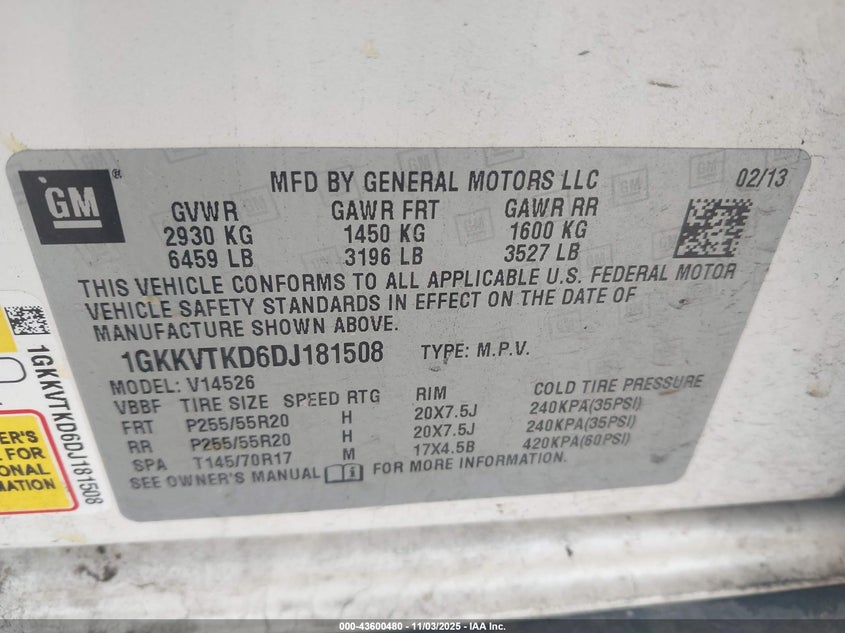 GM®
MFD BY GENERAL MOTORS LLC 02/13
GVWR GAWR FRT GAWR RR
2930 KG 1450 KG 1600 KG
6459 LB 3196 LB 3527 LB
THIS VEHICLE CONFORMS TO ALL APPLICABLE U.S. FEDERAL MOTOR
VEHICLE SAFETY STANDARDS IN EFFECT ON THE DATE OF
MANUFACTURE SHOWN ABOVE.
1GKKVTKD6DJ181508 TYPE: M.P.V.
MODEL: V14526
VBBF TIRE SIZE SPEED RTG RIM COLD TIRE PRESSURE
FRT P255/55R20 H 20X7.5J 240KPA(35PSI)
RR P255/55R20 H 20X7.5J 240KPA(35PSI)
SPA T145/70R17 M 17X4.5B 420KPA(60PSI)
SEE OWNER'S MANUAL i FOR MORE INFORMATION.
1GKKVTKD6DJ181508
ER'S
FOR
ONAL
MATION
000-43600480 - 11/03/2025 - IAA Inc.